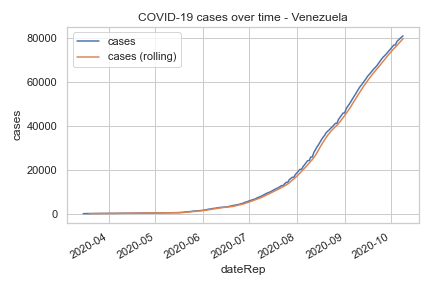 COVID-19 cases over time - Venezuela
cases
cases (rolling)
80000
60000
40000
20000
0
cases
2020-04
2020-05
2020-06
2020-07
2020-08
2020-09
2020-10
dateRep